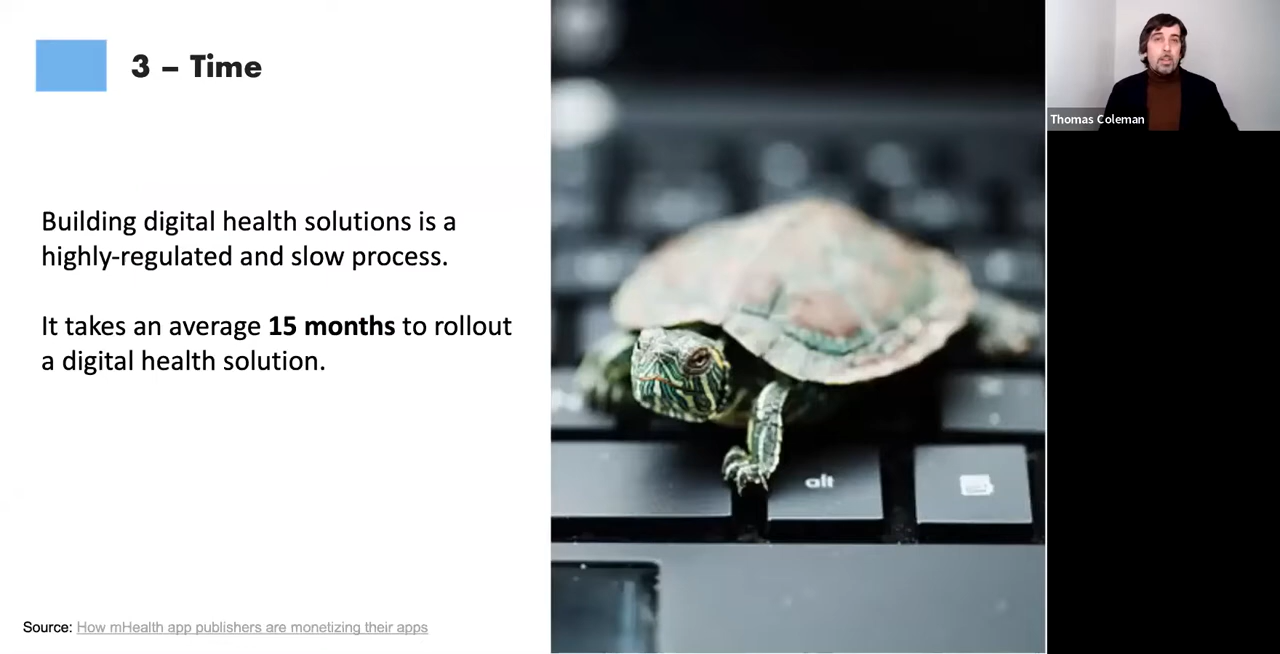 3 – Time
Building digital health solutions is a
highly-regulated and slow process.
It takes an average 15 months to rollout
a digital health solution.
alt
Source: How mHealth app publishers are monetizing their apps
Thomas Coleman